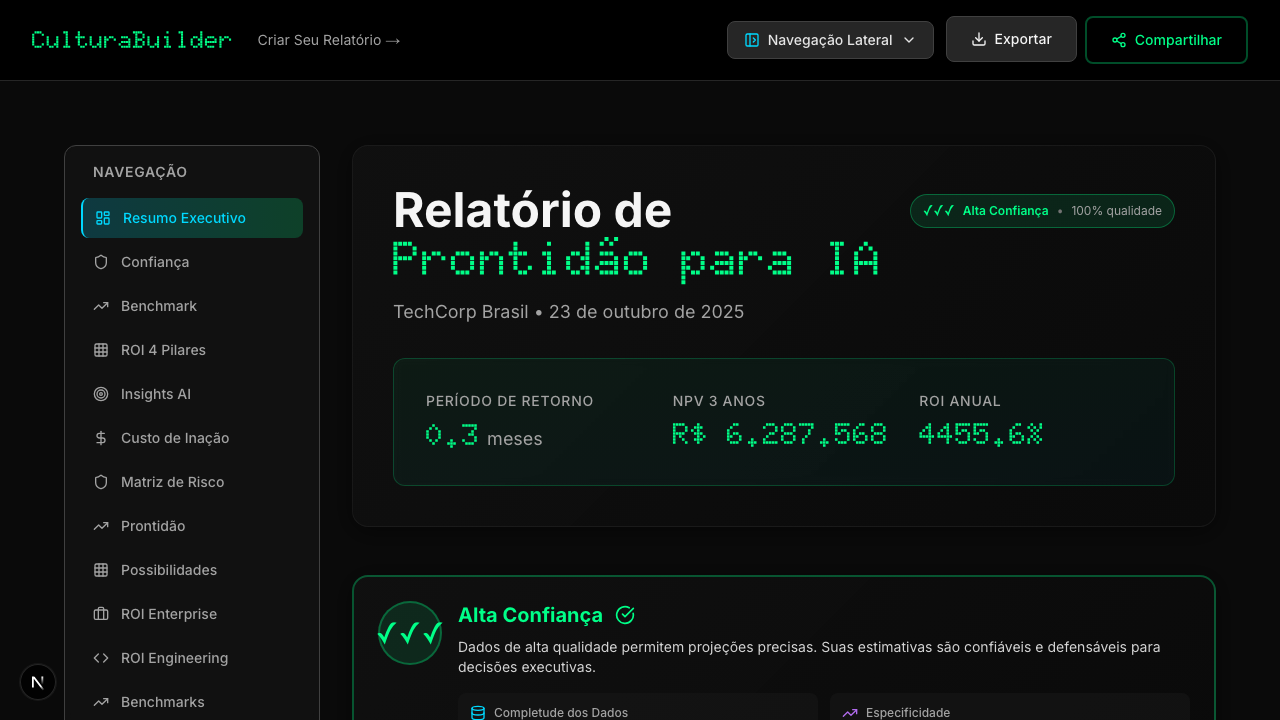 CulturaBuilder
Criar Seu Relatório →
Navegação Lateral
Exportar
Compartilhar
NAVEGAÇÃO
Resumo Executivo
Confiança
Benchmark
ROI 4 Pilares
Insights AI
Custo de Inação
Matriz de Risco
Prontidão
Possibilidades
ROI Enterprise
ROI Engineering
Benchmarks
N
Relatório de
Prontidão para IA
✓✓✓ Alta Confiança • 100% qualidade
TechCorp Brasil • 23 de outubro de 2025
PERÍODO DE RETORNO
0.3 meses
NPV 3 ANOS
R$ 6.287.568
ROI ANUAL
4455.6%
✓✓✓
Alta Confiança
Dados de alta qualidade permitem projeções precisas. Suas estimativas são confiáveis e defensáveis para
decisões executivas.
Completude dos Dados
Especificidade